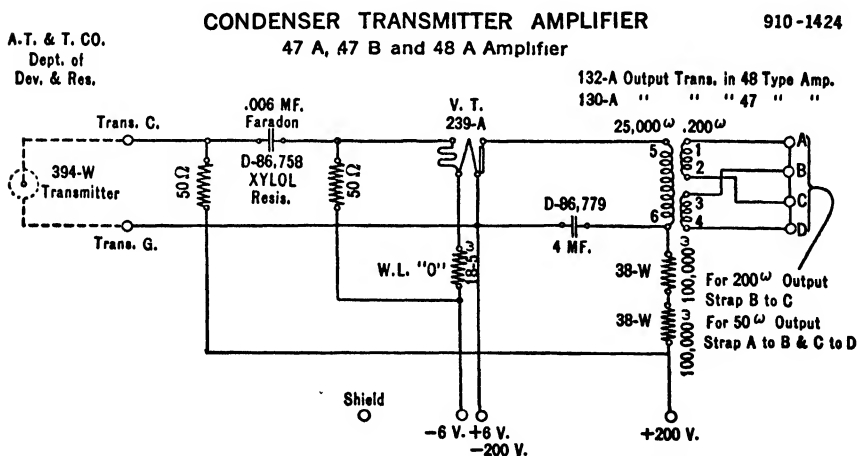 CONDENSER TRANSMITTER AMPLIFIER
910-1424
47 A, 47 B and 48 A Amplifier
A.T. & T. CO.
Dept. of
Dev. & Res.
132-A Output Trans. in 48 Type Amp.
130-A " " " 47 " "
.006 MF.
Faradon
V. T.
239-A
25,000 ω
.200 ω
Trans. C.
5
1
2
A
B
394-W
Transmitter
50 Ω
D-86,758
XYLOL
Resis.
50 Ω
D-86,779
3
C
6
4
D
Trans. G.
4 MF.
W.L. "O"
18-5 ω
38-W
100,000 ω
For 200 ω Output
Strap B to C
38-W
100,000 ω
For 50 ω Output
Strap A to B & C to D
Shield
-6 V.
+6 V.
-200 V.
+200 V.